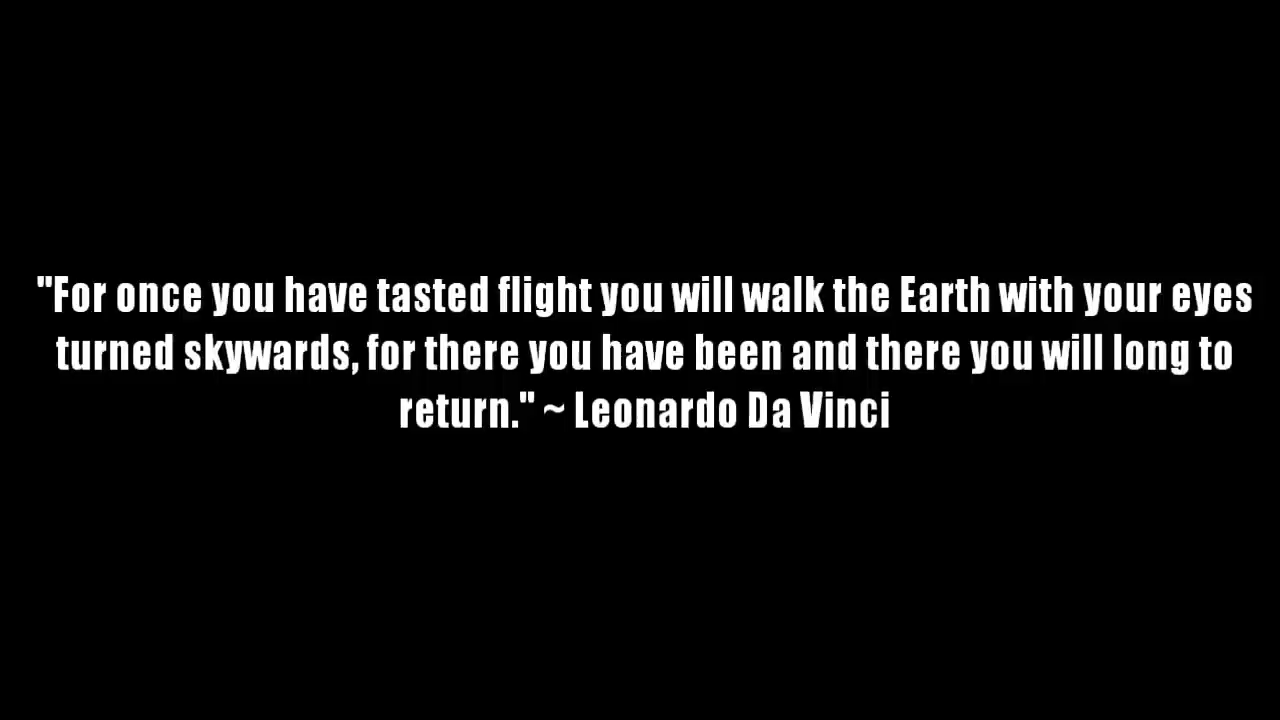 "For once you have tasted flight you will walk the Earth with your eyes
turned skywards, for there you have been and there you will long to
return." ~ Leonardo Da Vinci